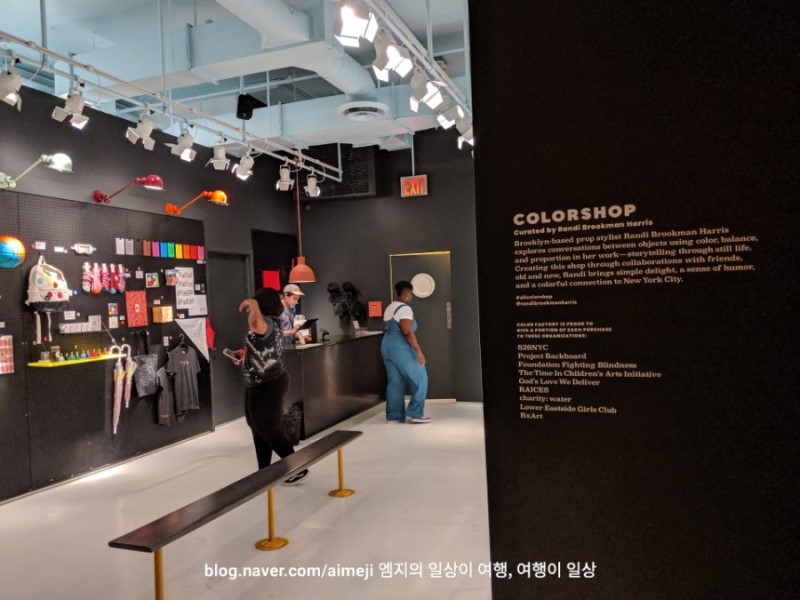 EXIT
COLORSHOP
Curated by Randi Brookman Harris
Brooklyn-based prop stylist Randi Brookman Harris
explores conversations between objects using color, balance,
and proportion in her work—storytelling through still life.
Creating this shop through collaborations with friends,
old and new, Randi brings simple delight, a sense of humor,
and a colorful connection to New York City.
#allcolorshop
@randibrookmanharris
COLOR FACTORY IS PROUD TO
GIVE A PORTION OF EACH PURCHASE
TO THESE ORGANIZATIONS:
826NYC
Project Backboard
Foundation Fighting Blindness
The Time In Children's Arts Initiative
God's Love We Deliver
RAICES
charity: water
Lower Eastside Girls Club
RxArt
blog.naver.com/aimeji 엠지의 일상이 여행, 여행이 일상